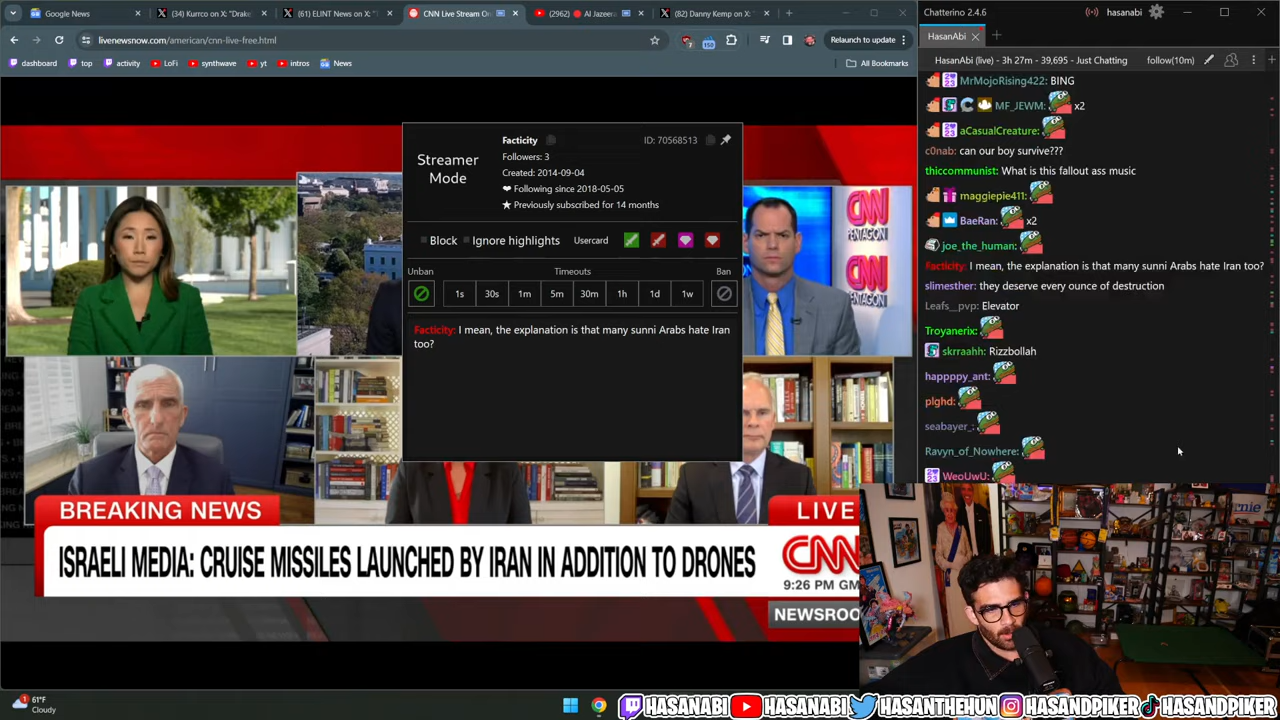 Google News
(34) Kurrco on X: "Drake
(61) ELINT News on X: "S
CNN Live Stream On
(2962) Al Jazeera
(82) Danny Kemp on X: "
livenewsnow.com/american/cnn-live-free.html
7
150
Relaunch to update
dashboard
top
activity
LoFi
synthwave
yt
intros
News
All Bookmarks
Streamer
Mode
Facticity
ID: 70568513
Followers: 3
Created: 2014-09-04
❤ Following since 2018-05-05
★ Previously subscribed for 14 months
Block
Ignore highlights
Usercard
Unban
Timeouts
Ban
1s
30s
1m
5m
30m
1h
1d
1w
Facticity: I mean, the explanation is that many sunni Arabs hate Iran
too?
CNN
PENTAGON
BREAKING NEWS
LIVE
ISRAELI MEDIA: CRUISE MISSILES LAUNCHED BY IRAN IN ADDITION TO DRONES
CNN
9:26 PM GM
NEWSROO
Chatterino 2.4.6
hasanabi
HasanAbi
HasanAbi (live) - 3h 27m - 39,695 - Just Chatting
follow(10m)
MrMojoRising422: BING
MF_JEWM: x2
aCasualCreature:
c0nab: can our boy survive???
thiccommunist: What is this fallout ass music
maggiepie411:
BaeRan: x2
joe_the_human:
Facticity: I mean, the explanation is that many sunni Arabs hate Iran too?
slimesther: they deserve every ounce of destruction
Leafs__pvp: Elevator
Troyanerix:
skrraahh: Rizzbollah
happppy_ant:
plghd:
seabayer_:
Ravyn_of_Nowhere:
WeoUwU:
ernie
1
61°F
Cloudy
HASANABI
HASANABI
HASANTHEHUN
HASANDPIKER
HASANDPIKER